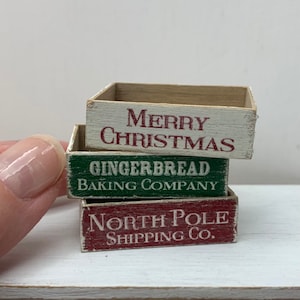 MERRY
CHRISTMAS
GINGERBREAD
BAKING COMPANY
NORTH POLE
SHIPPING CO.